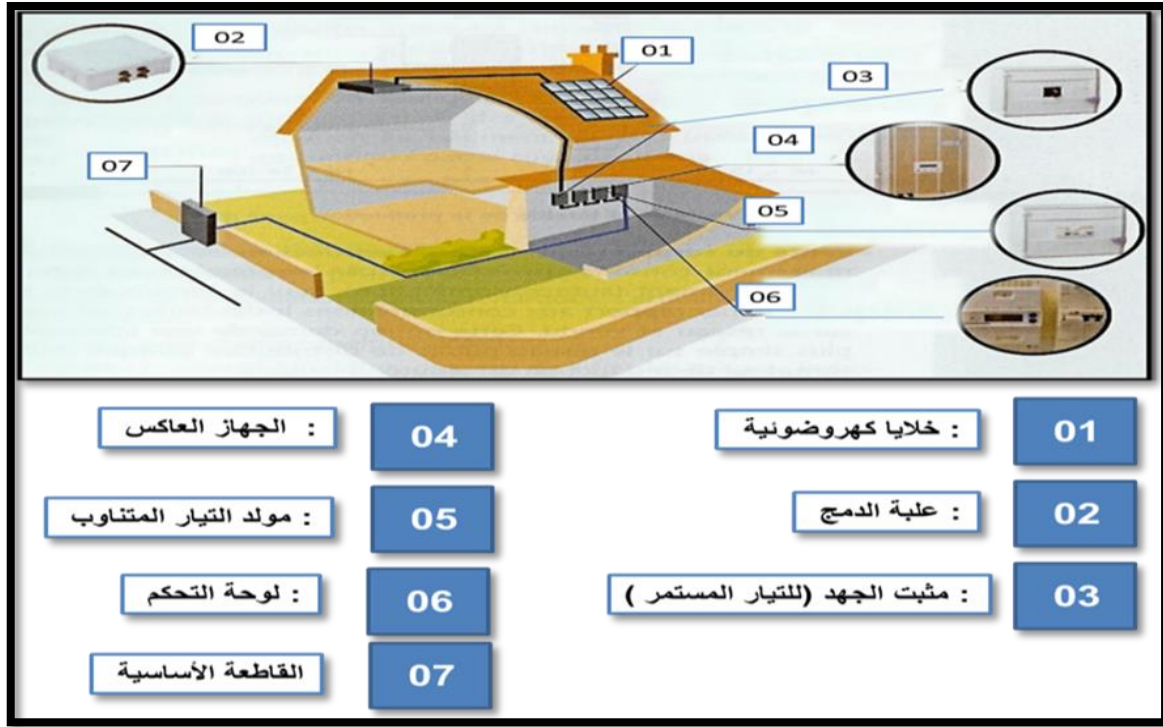 02
01
03
07
04
05
06
01 : خلايا كهروضوئية
04 : الجهاز العاكس
02 : علبة الدمج
05 : مولد التيار المتناوب
03 : مثبت الجهد (للتيار المستمر )
06 : لوحة التحكم
07 القاطعة الأساسية